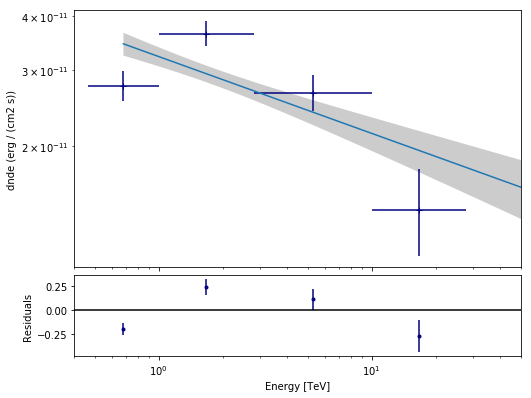 4 × 10⁻¹¹
3 × 10⁻¹¹
2 × 10⁻¹¹
dnde (erg / (cm2 s))
0.25
0.00
−0.25
Residuals
10⁰ 10¹
Energy [TeV]